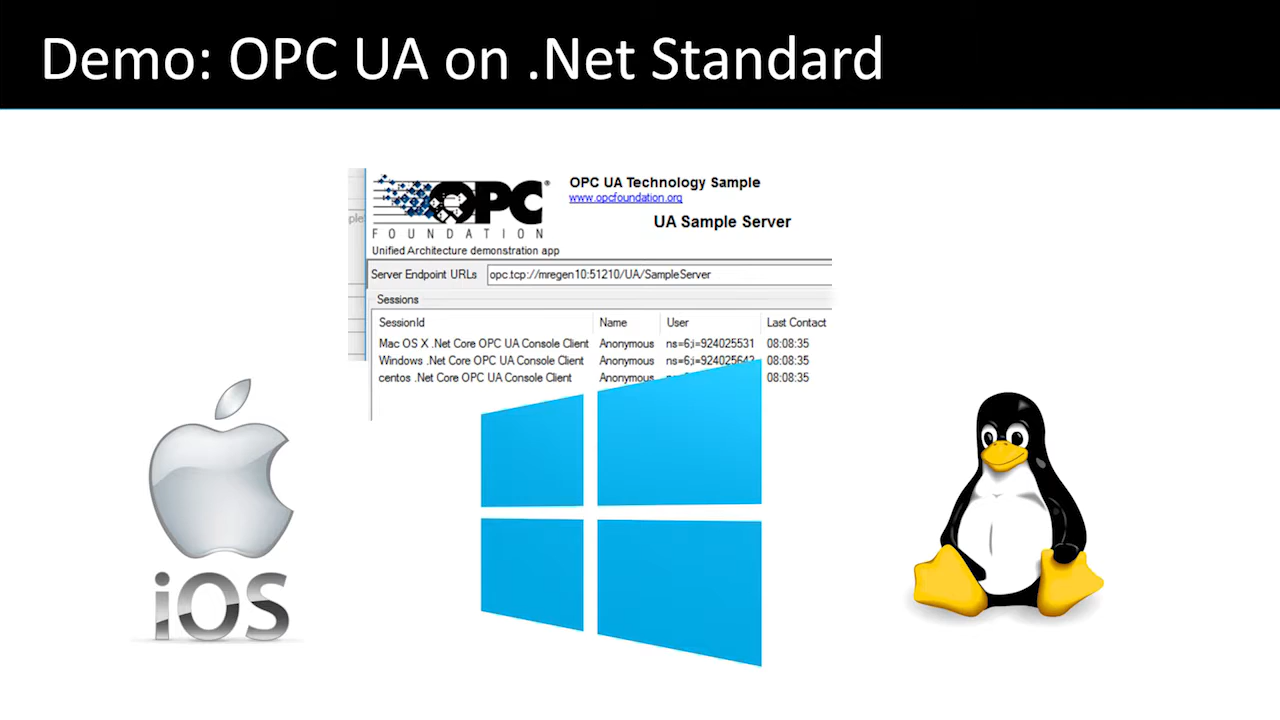 Demo: OPC UA on .Net Standard
OPC
FOUNDATION
Unified Architecture demonstration app
OPC UA Technology Sample
www.opcfoundation.org
UA Sample Server
Server Endpoint URLs opc.tcp://mregen10:51210/UA/SampleServer
Sessions
SessionId Name User Last Contact
Mac OS X .Net Core OPC UA Console Client Anonymous ns=6;i=924025531 08:08:35
Windows .Net Core OPC UA Console Client Anonymous 08:08:35
centos .Net Core OPC UA Console Client Anonymous 08:08:35
iOS